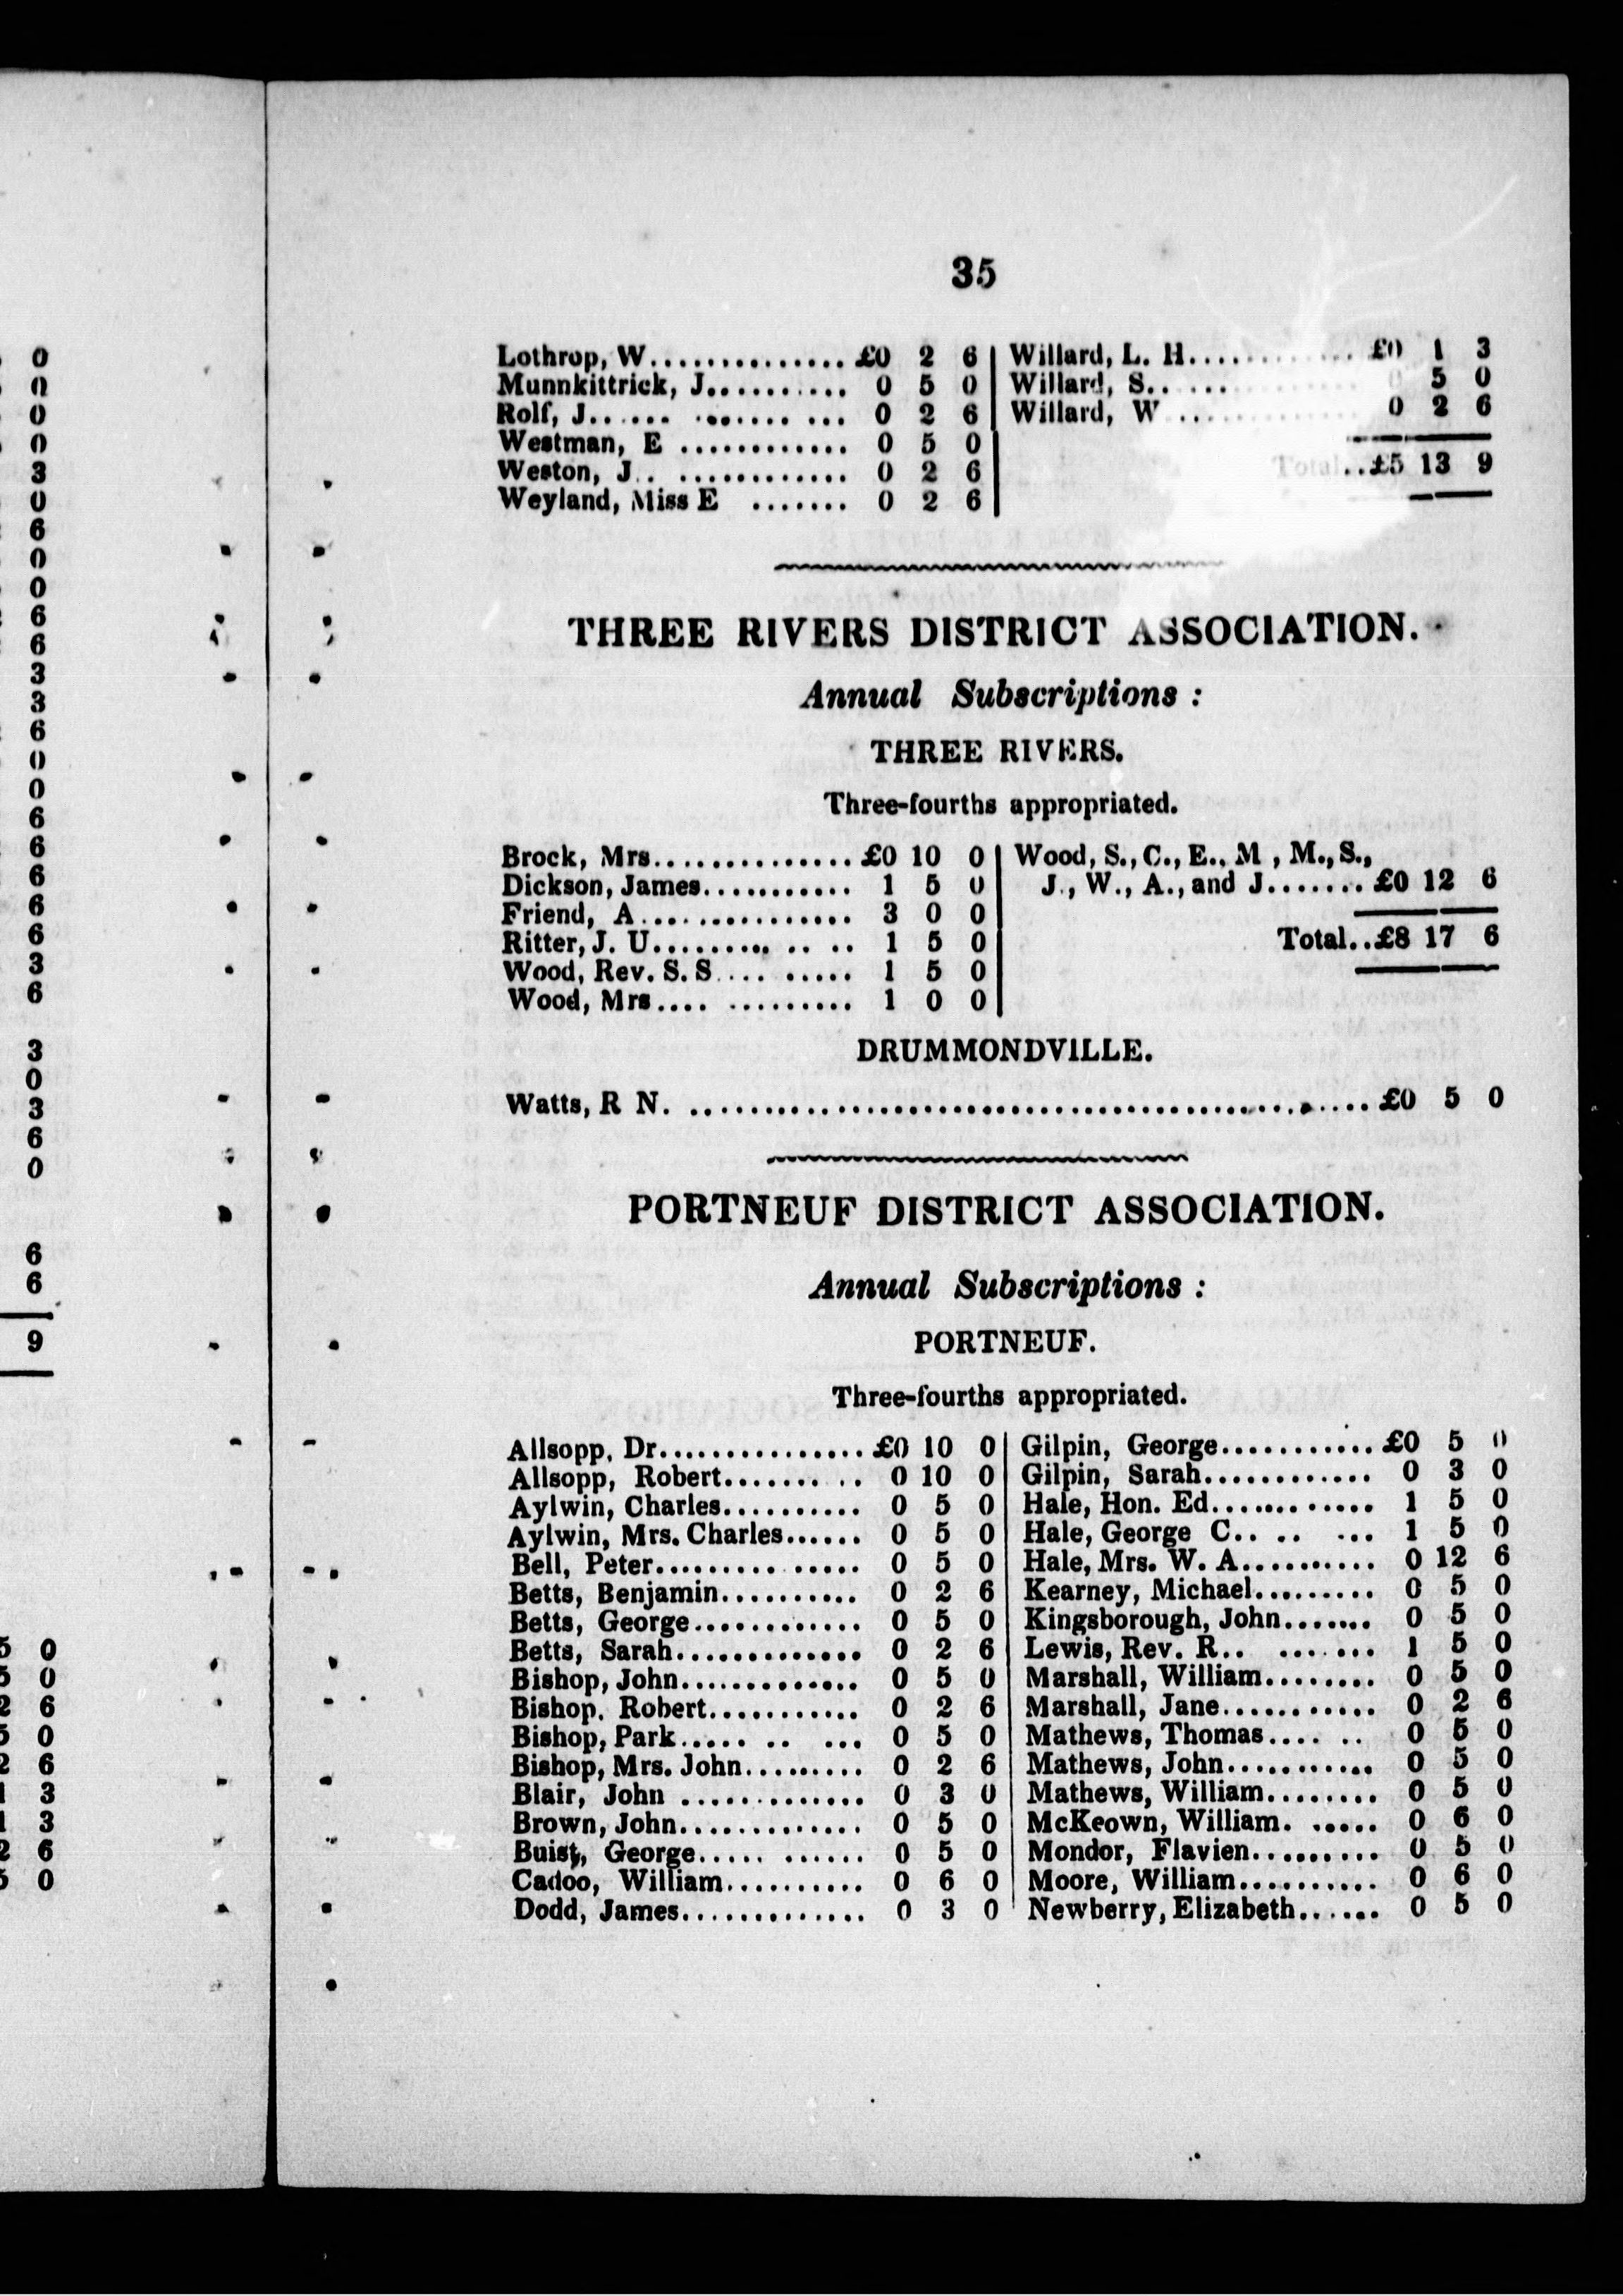 35
Lothrop, W............... £0 2 6
Munnkittrick, J.......... 0 5 0
Rolf, J...... ....... ... 0 2 6
Westman, E ............ 0 5 0
Weston, J.. ............ 0 2 6
Weyland, Miss E ....... 0 2 6
Willard, L. H............ £0 1 3
Willard, S............ 0 5 0
Willard, W ............ 0 2 6
Total..£5 13 9
THREE RIVERS DISTRICT ASSOCIATION.
Annual Subscriptions :
THREE RIVERS.
Three-fourths appropriated.
Brock, Mrs............... £0 10 0
Dickson, James........... 1 5 0
Friend, A................ 3 0 0
Ritter, J. U......... .. .. 1 5 0
Wood, Rev. S. S.... ..... 1 5 0
Wood, Mrs.... ......... 1 0 0
Wood, S., C., E., M , M., S.,
J., W., A., and J....... £0 12 6
Total..£8 17 6
DRUMMONDVILLE.
Watts, R N. ................................................ £0 5 0
PORTNEUF DISTRICT ASSOCIATION.
Annual Subscriptions :
PORTNEUF.
Three-fourths appropriated.
Allsopp, Dr................ £0 10 0
Allsopp, Robert........ .. 0 10 0
Aylwin, Charles........... 0 5 0
Aylwin, Mrs. Charles...... 0 5 0
Bell, Peter......... ...... 0 5 0
Betts, Benjamin.......... 0 2 6
Betts, George............ 0 5 0
Betts, Sarah............. 0 2 6
Bishop, John............. 0 5 0
Bishop, Robert........... 0 2 6
Bishop, Park..... .. ... 0 5 0
Bishop, Mrs. John......... 0 2 6
Blair, John ............. 0 3 0
Brown, John............. 0 5 0
Buist, George..... ...... 0 5 0
Cadoo, William.......... 0 6 0
Dodd, James............. 0 3 0
Gilpin, George............ £0 5 0
Gilpin, Sarah............ 0 3 0
Hale, Hon. Ed............ 1 5 0
Hale, George C.. .. ... 1 5 0
Hale, Mrs. W. A.......... 0 12 6
Kearney, Michael......... 0 5 0
Kingsborough, John....... 0 5 0
Lewis, Rev. R.. ....... 1 5 0
Marshall, William........ 0 5 0
Marshall, Jane........... 0 2 6
Mathews, Thomas.... .. 0 5 0
Mathews, John........... 0 5 0
Mathews, William........ 0 5 0
McKeown, William. ..... 0 6 0
Mondor, Flavien.......... 0 5 0
Moore, William.......... 0 6 0
Newberry, Elizabeth...... 0 5 0